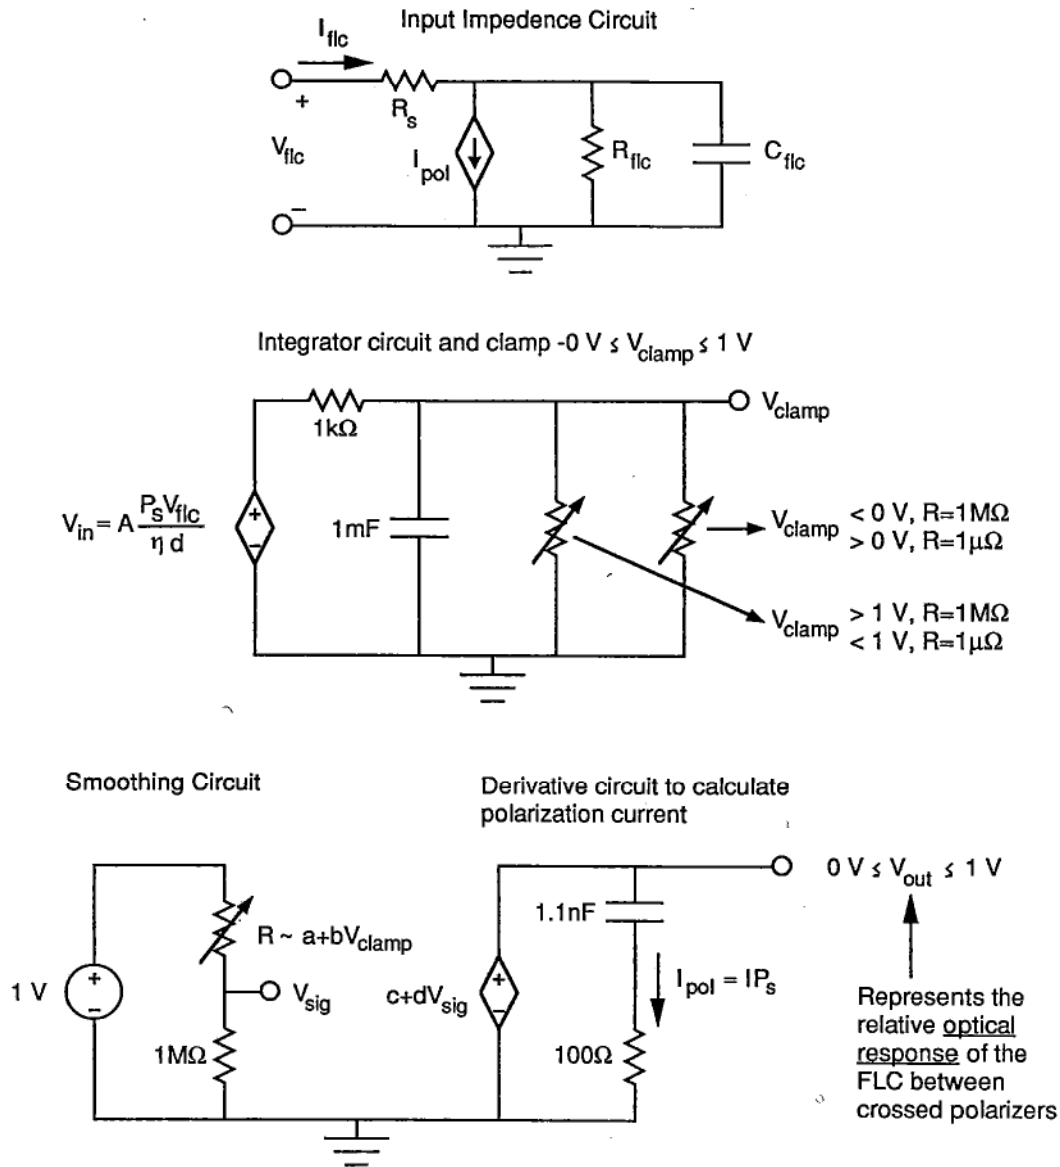 Input Impedence Circuit
I_flc
+
R_s
V_flc
I_pol
R_flc
C_flc
−
Integrator circuit and clamp -0 V ≤ V_clamp ≤ 1 V
1kΩ
V_clamp
V_in = A P_sV_flc / η d
+
−
1mF
V_clamp < 0 V, R=1MΩ
> 0 V, R=1µΩ
V_clamp > 1 V, R=1MΩ
< 1 V, R=1µΩ
Smoothing Circuit
Derivative circuit to calculate
polarization current
0 V ≤ V_out ≤ 1 V
1.1nF
R ~ a+bV_clamp
1 V
+
−
V_sig
c+dV_sig
+
−
I_pol = IP_s
1MΩ
100Ω
Represents the
relative optical
response of the
FLC between
crossed polarizers